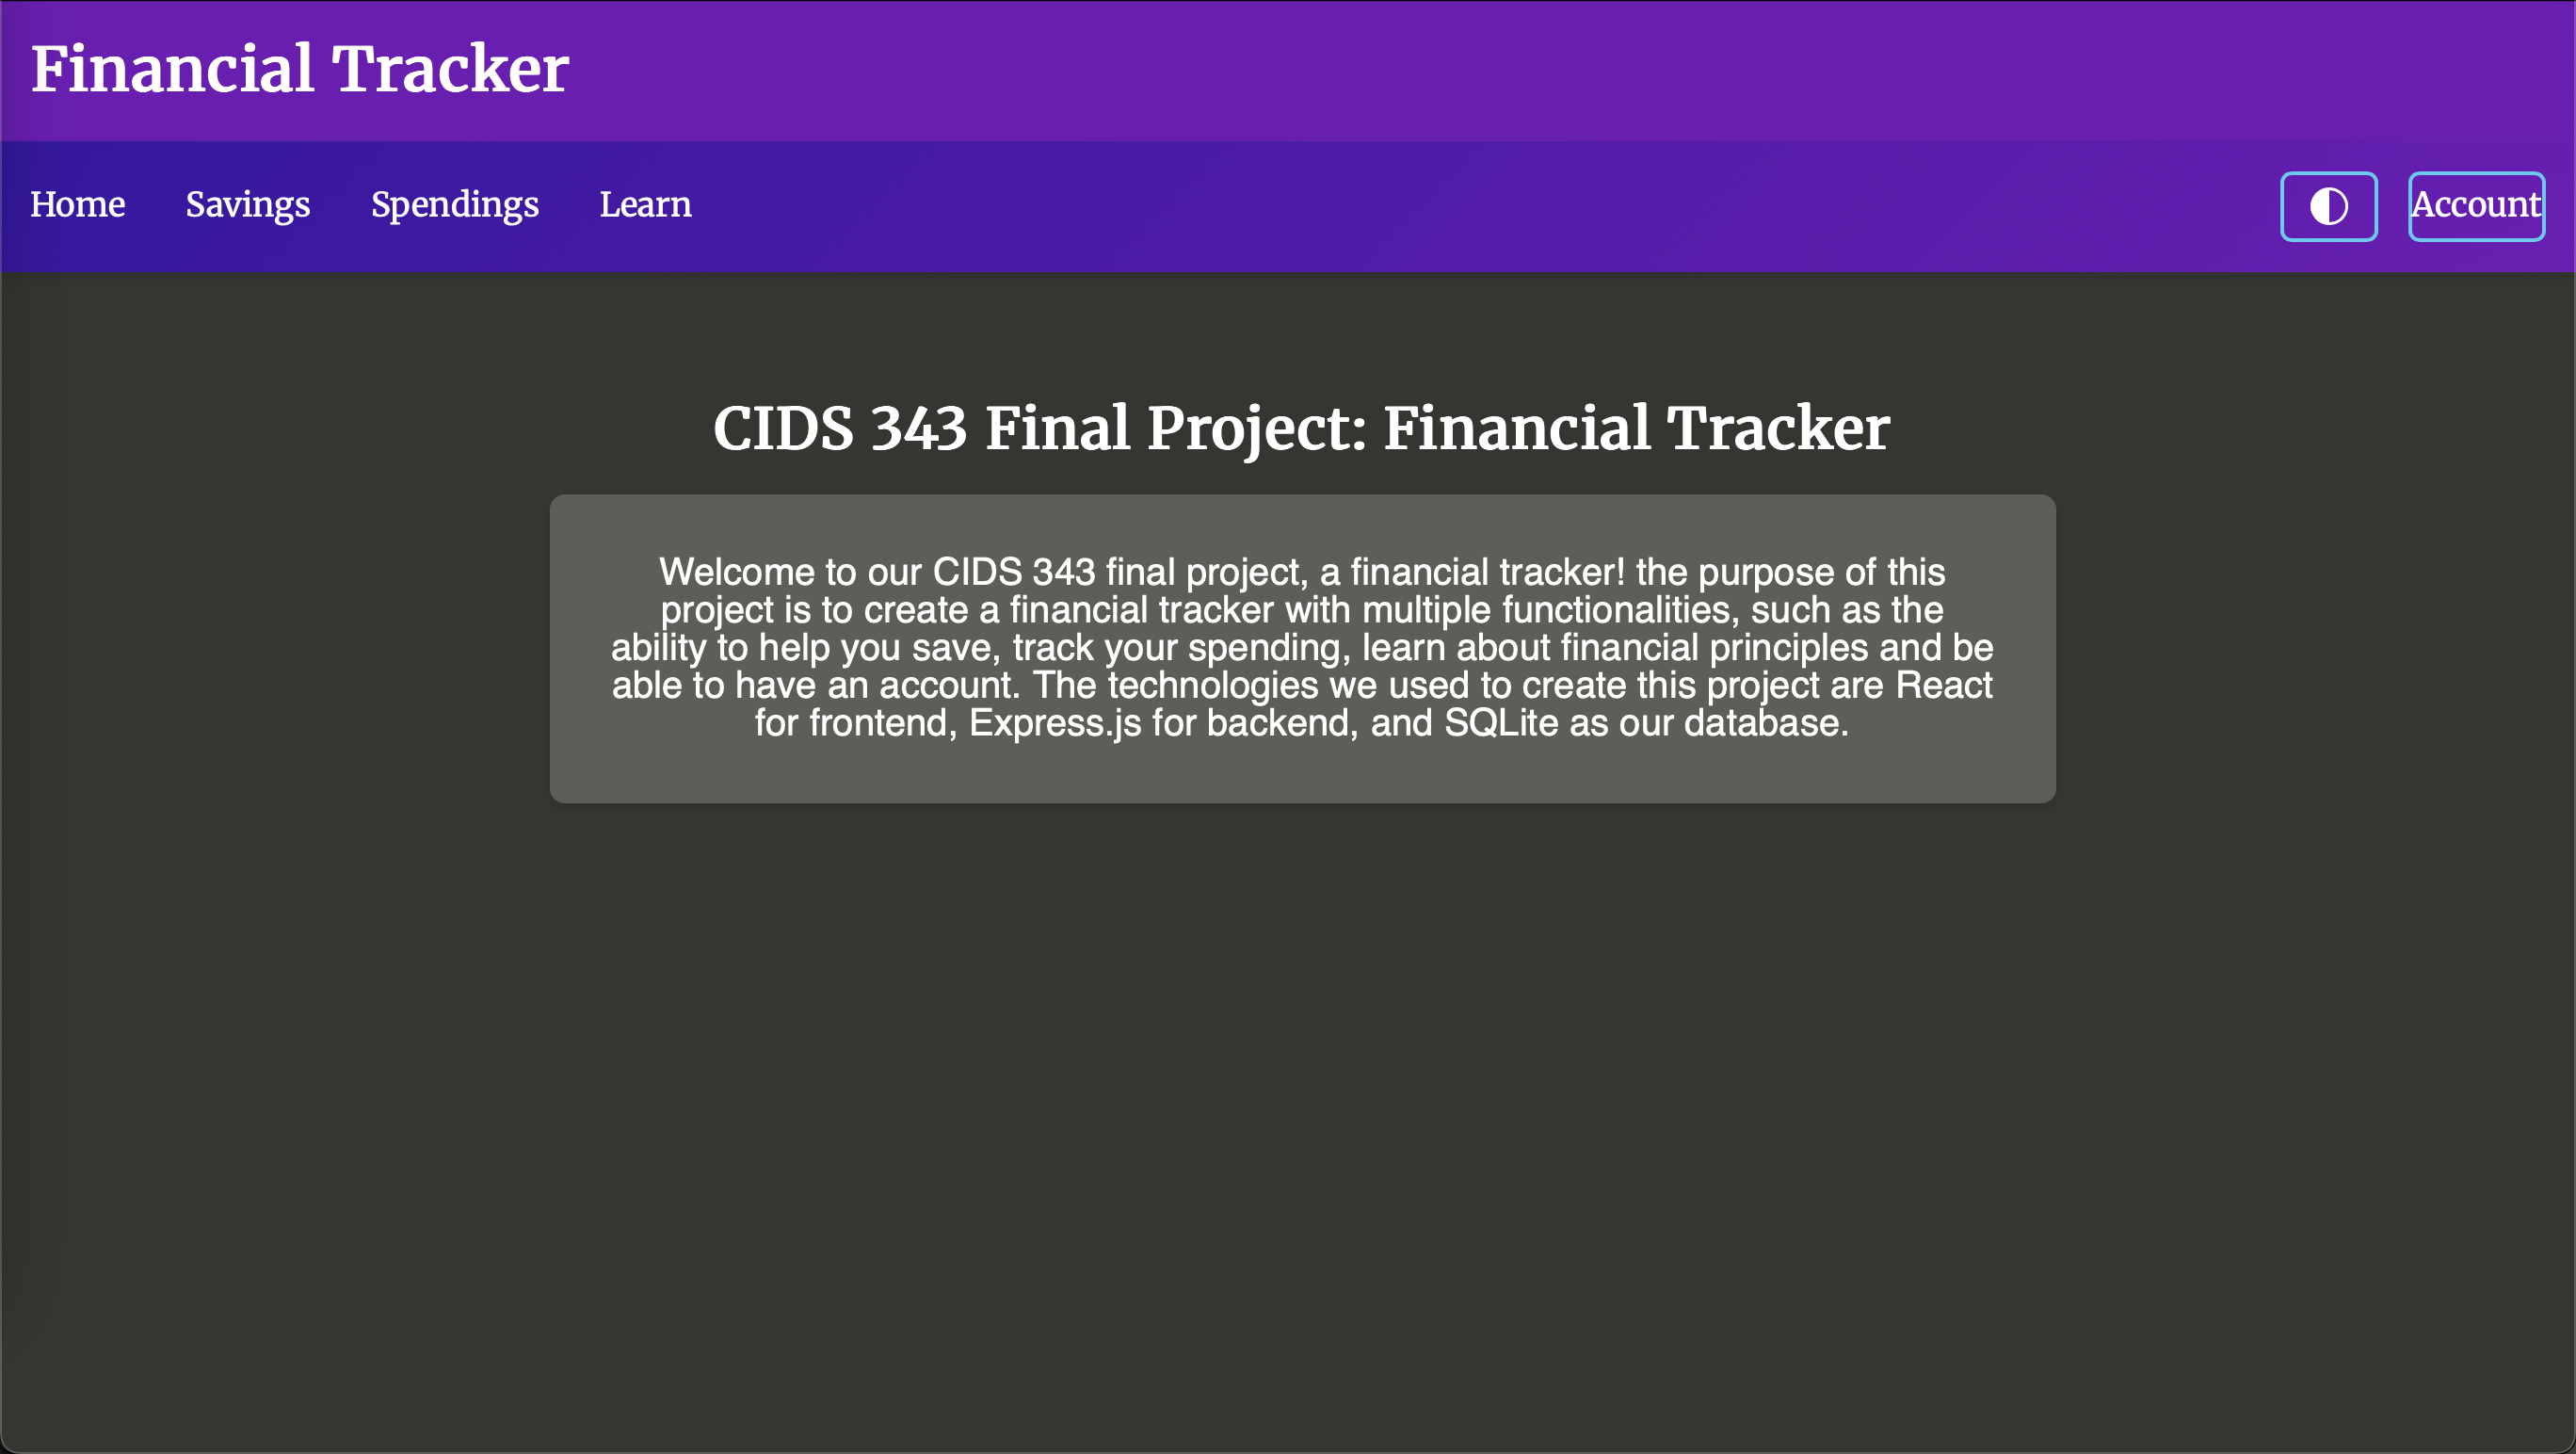 Financial Tracker
Home Savings Spendings Learn Account
CIDS 343 Final Project: Financial Tracker
Welcome to our CIDS 343 final project, a financial tracker! the purpose of this
project is to create a financial tracker with multiple functionalities, such as the
ability to help you save, track your spending, learn about financial principles and be
able to have an account. The technologies we used to create this project are React
for frontend, Express.js for backend, and SQLite as our database.